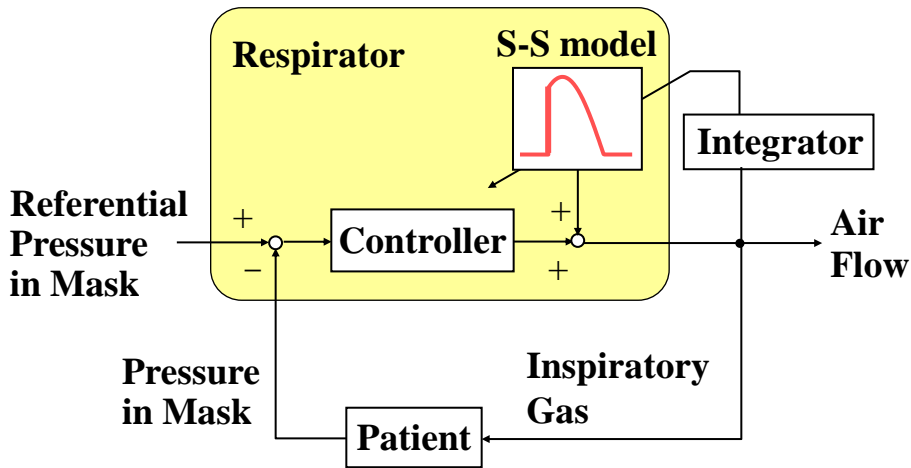 S-S model
Respirator
Integrator
Referential
Pressure
in Mask
+
−
Controller
+
+
Air
Flow
Pressure
in Mask
Inspiratory
Gas
Patient